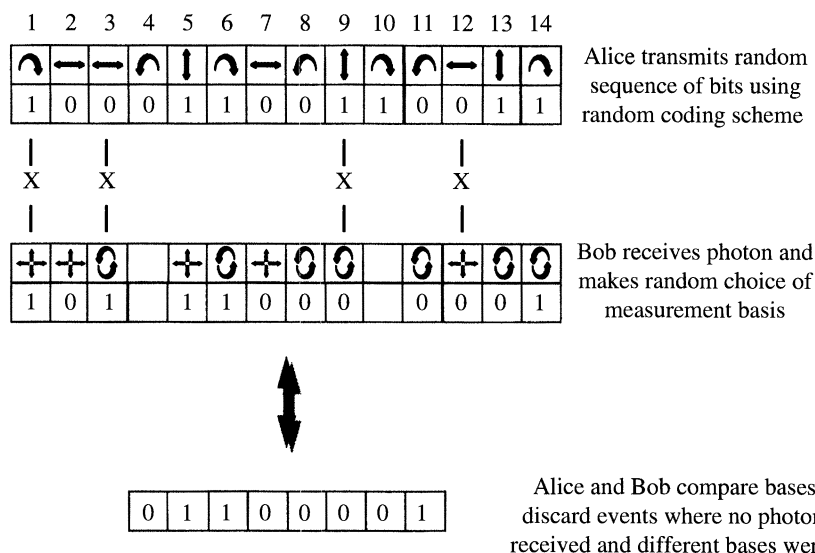 1 2 3 4 5 6 7 8 9 10 11 12 13 14
Alice transmits random
sequence of bits using
1 0 0 0 1 1 0 0 1 1 0 0 1 1
random coding scheme
X X X X
Bob receives photon and
makes random choice of
1 0 1 1 1 0 0 0 0 0 0 1
measurement basis
0 1 1 0 0 0 0 1
Alice and Bob compare bases
discard events where no photon
received and different bases wer